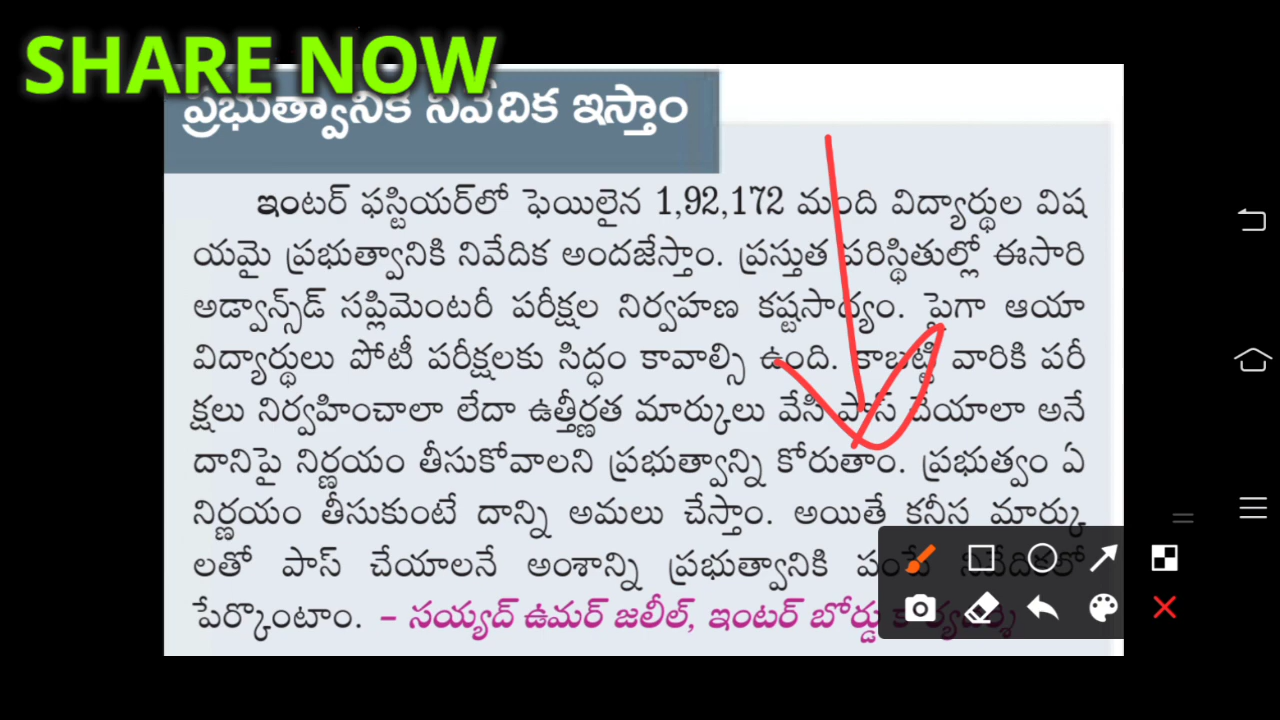 SHARE NOW
ప్రభుత్వానికి నివేదిక ఇస్తాం
ఇంటర్ ఫస్టియర్‌లో ఫెయిలైన 1,92,172 మంది విద్యార్థుల విష
యమై ప్రభుత్వానికి నివేదిక అందజేస్తాం. ప్రస్తుత పరిస్థితుల్లో ఈసారి
అడ్వాన్స్‌డ్ సప్లిమెంటరీ పరీక్షల నిర్వహణ కష్టసాధ్యం. పైగా ఆయా
విద్యార్థులు పోటీ పరీక్షలకు సిద్ధం కావాల్సి ఉంది. కాబట్టి వారికి పరీ
క్షలు నిర్వహించాలా లేదా ఉత్తీర్ణత మార్కులు వేసి పాస్ చేయాలా అనే
దానిపై నిర్ణయం తీసుకోవాలని ప్రభుత్వాన్ని కోరుతాం. ప్రభుత్వం ఏ
నిర్ణయం తీసుకుంటే దాన్ని అమలు చేస్తాం. అయితే కనీస మార్కు
లతో పాస్ చేయాలనే అంశాన్ని ప్రభుత్వానికి పంపే నివేదికలో
పేర్కొంటాం. – సయ్యద్ ఉమర్ జలీల్, ఇంటర్ బోర్డు కార్యదర్శి